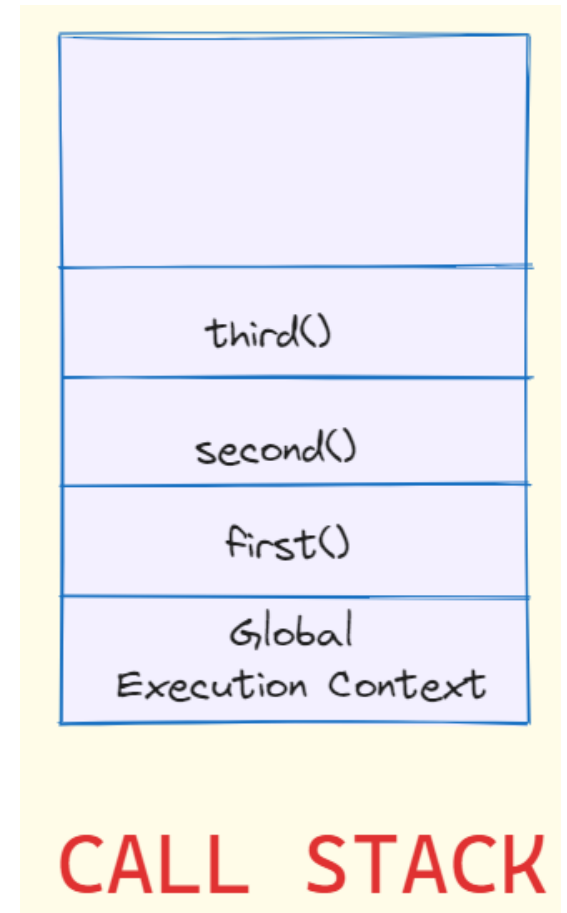 third()
second()
first()
Global
Execution Context
CALL STACK